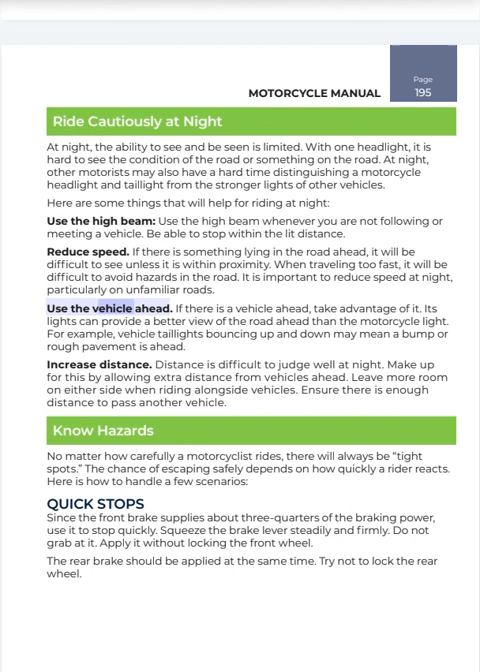 Page
MOTORCYCLE MANUAL 195
Ride Cautiously at Night
At night, the ability to see and be seen is limited. With one headlight, it is
hard to see the condition of the road or something on the road. At night,
other motorists may also have a hard time distinguishing a motorcycle
headlight and taillight from the stronger lights of other vehicles.
Here are some things that will help for riding at night:
Use the high beam: Use the high beam whenever you are not following or
meeting a vehicle. Be able to stop within the lit distance.
Reduce speed. If there is something lying in the road ahead, it will be
difficult to see unless it is within proximity. When traveling too fast, it will be
difficult to avoid hazards in the road. It is important to reduce speed at night,
particularly on unfamiliar roads.
Use the vehicle ahead. If there is a vehicle ahead, take advantage of it. Its
lights can provide a better view of the road ahead than the motorcycle light.
For example, vehicle taillights bouncing up and down may mean a bump or
rough pavement is ahead.
Increase distance. Distance is difficult to judge well at night. Make up
for this by allowing extra distance from vehicles ahead. Leave more room
on either side when riding alongside vehicles. Ensure there is enough
distance to pass another vehicle.
Know Hazards
No matter how carefully a motorcyclist rides, there will always be “tight
spots.” The chance of escaping safely depends on how quickly a rider reacts.
Here is how to handle a few scenarios:
QUICK STOPS
Since the front brake supplies about three-quarters of the braking power,
use it to stop quickly. Squeeze the brake lever steadily and firmly. Do not
grab at it. Apply it without locking the front wheel.
The rear brake should be applied at the same time. Try not to lock the rear
wheel.